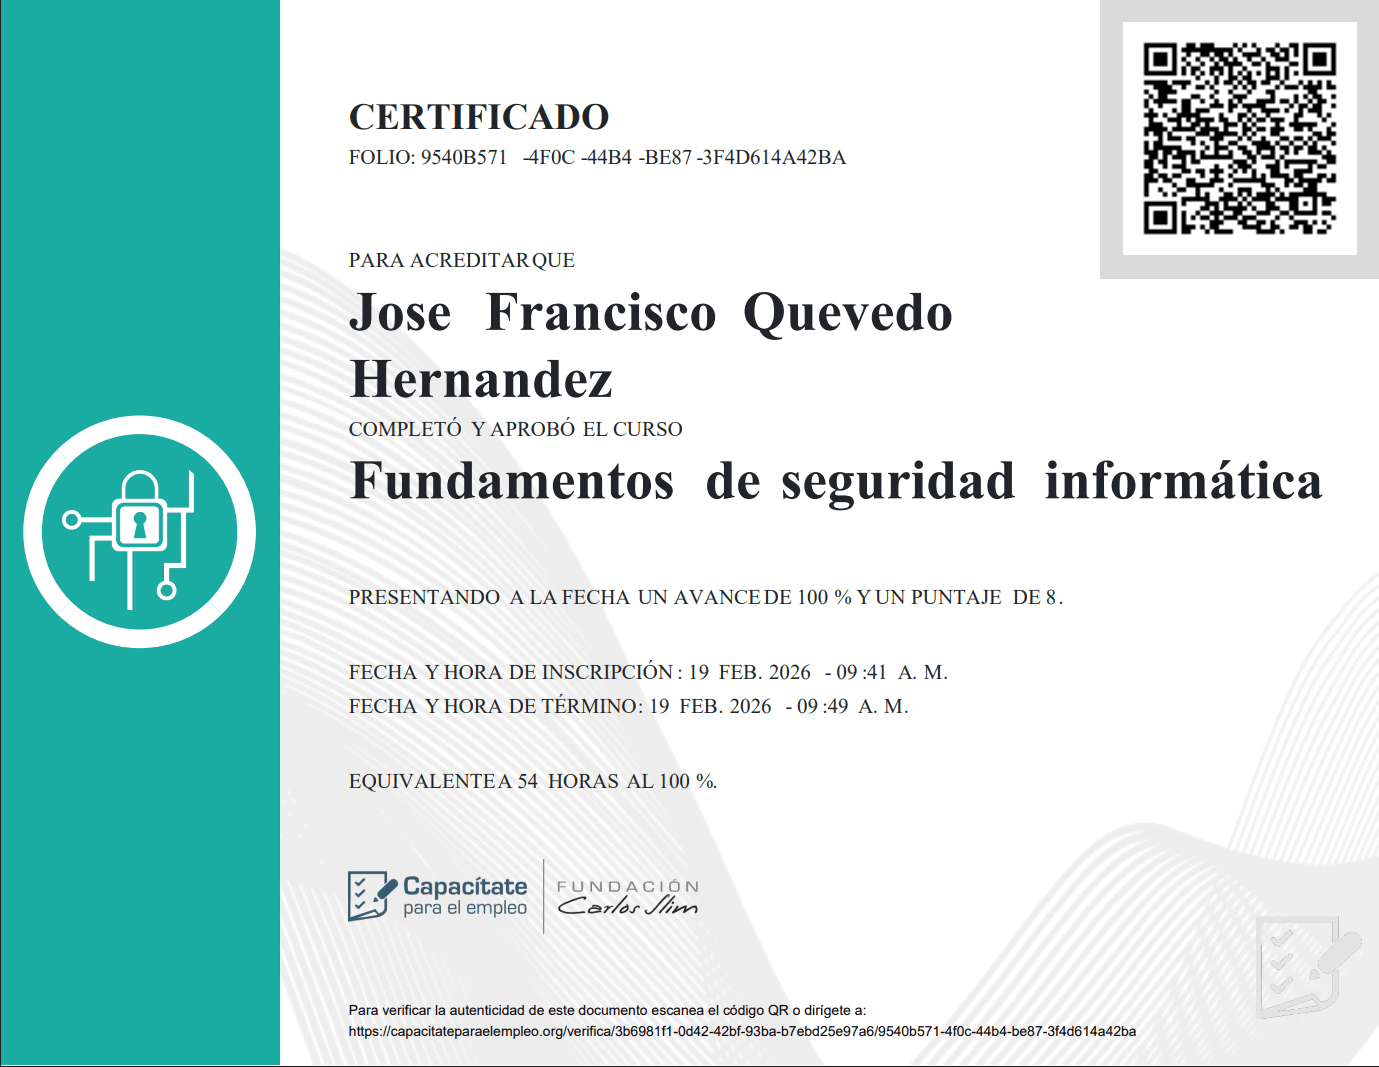 CERTIFICADO
FOLIO: 9540B571 -4F0C -44B4 -BE87 -3F4D614A42BA
PARA ACREDITAR QUE
Jose Francisco Quevedo
Hernandez
COMPLETÓ Y APROBÓ EL CURSO
Fundamentos de seguridad informática
PRESENTANDO A LA FECHA UN AVANCE DE 100 % Y UN PUNTAJE DE 8.
FECHA Y HORA DE INSCRIPCIÓN : 19 FEB. 2026 - 09 :41 A. M.
FECHA Y HORA DE TÉRMINO: 19 FEB. 2026 - 09 :49 A. M.
EQUIVALENTE A 54 HORAS AL 100 %.
Capacítate
para el empleo
FUNDACIÓN
Carlos Slim
Para verificar la autenticidad de este documento escanea el código QR o dirígete a:
https://capacitateparaelempleo.org/verifica/3b6981f1-0d42-42bf-93ba-b7ebd25e97a6/9540b571-4f0c-44b4-be87-3f4d614a42ba